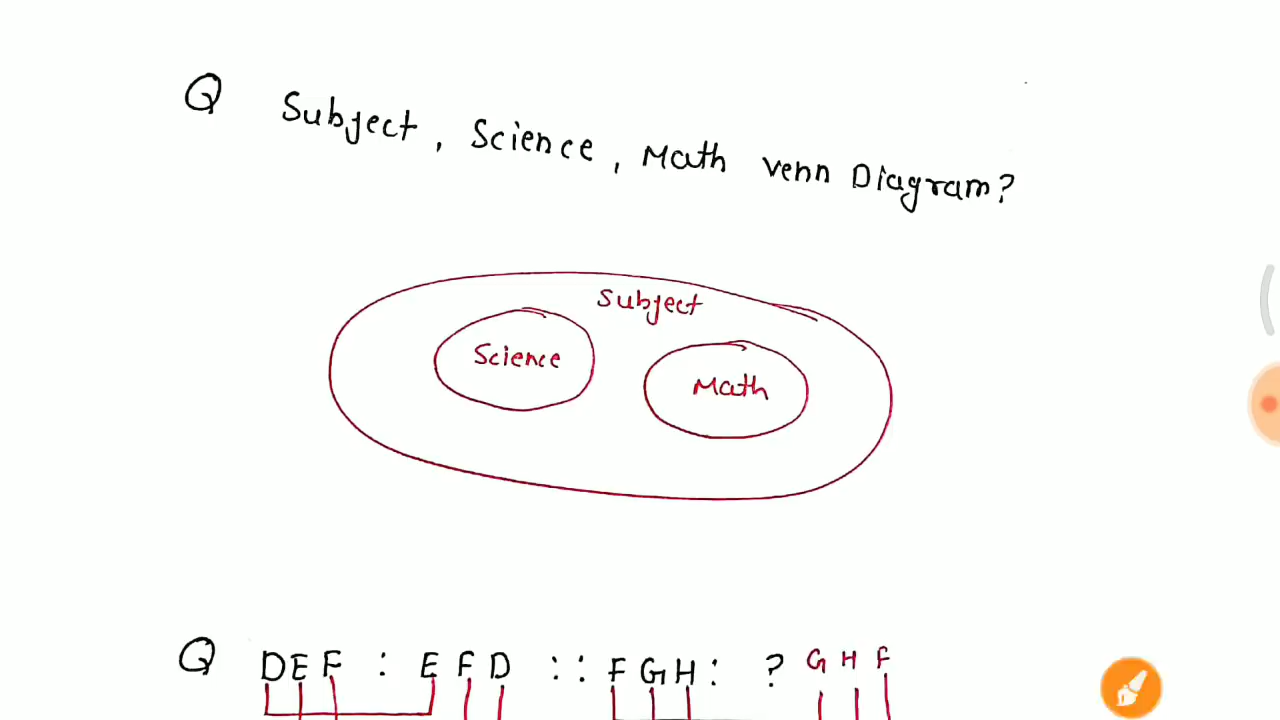 Q Subject, Science, Math venn Diagram?
Subject
Science
Math
Q DEF : EFD :: FGH : ? GHF